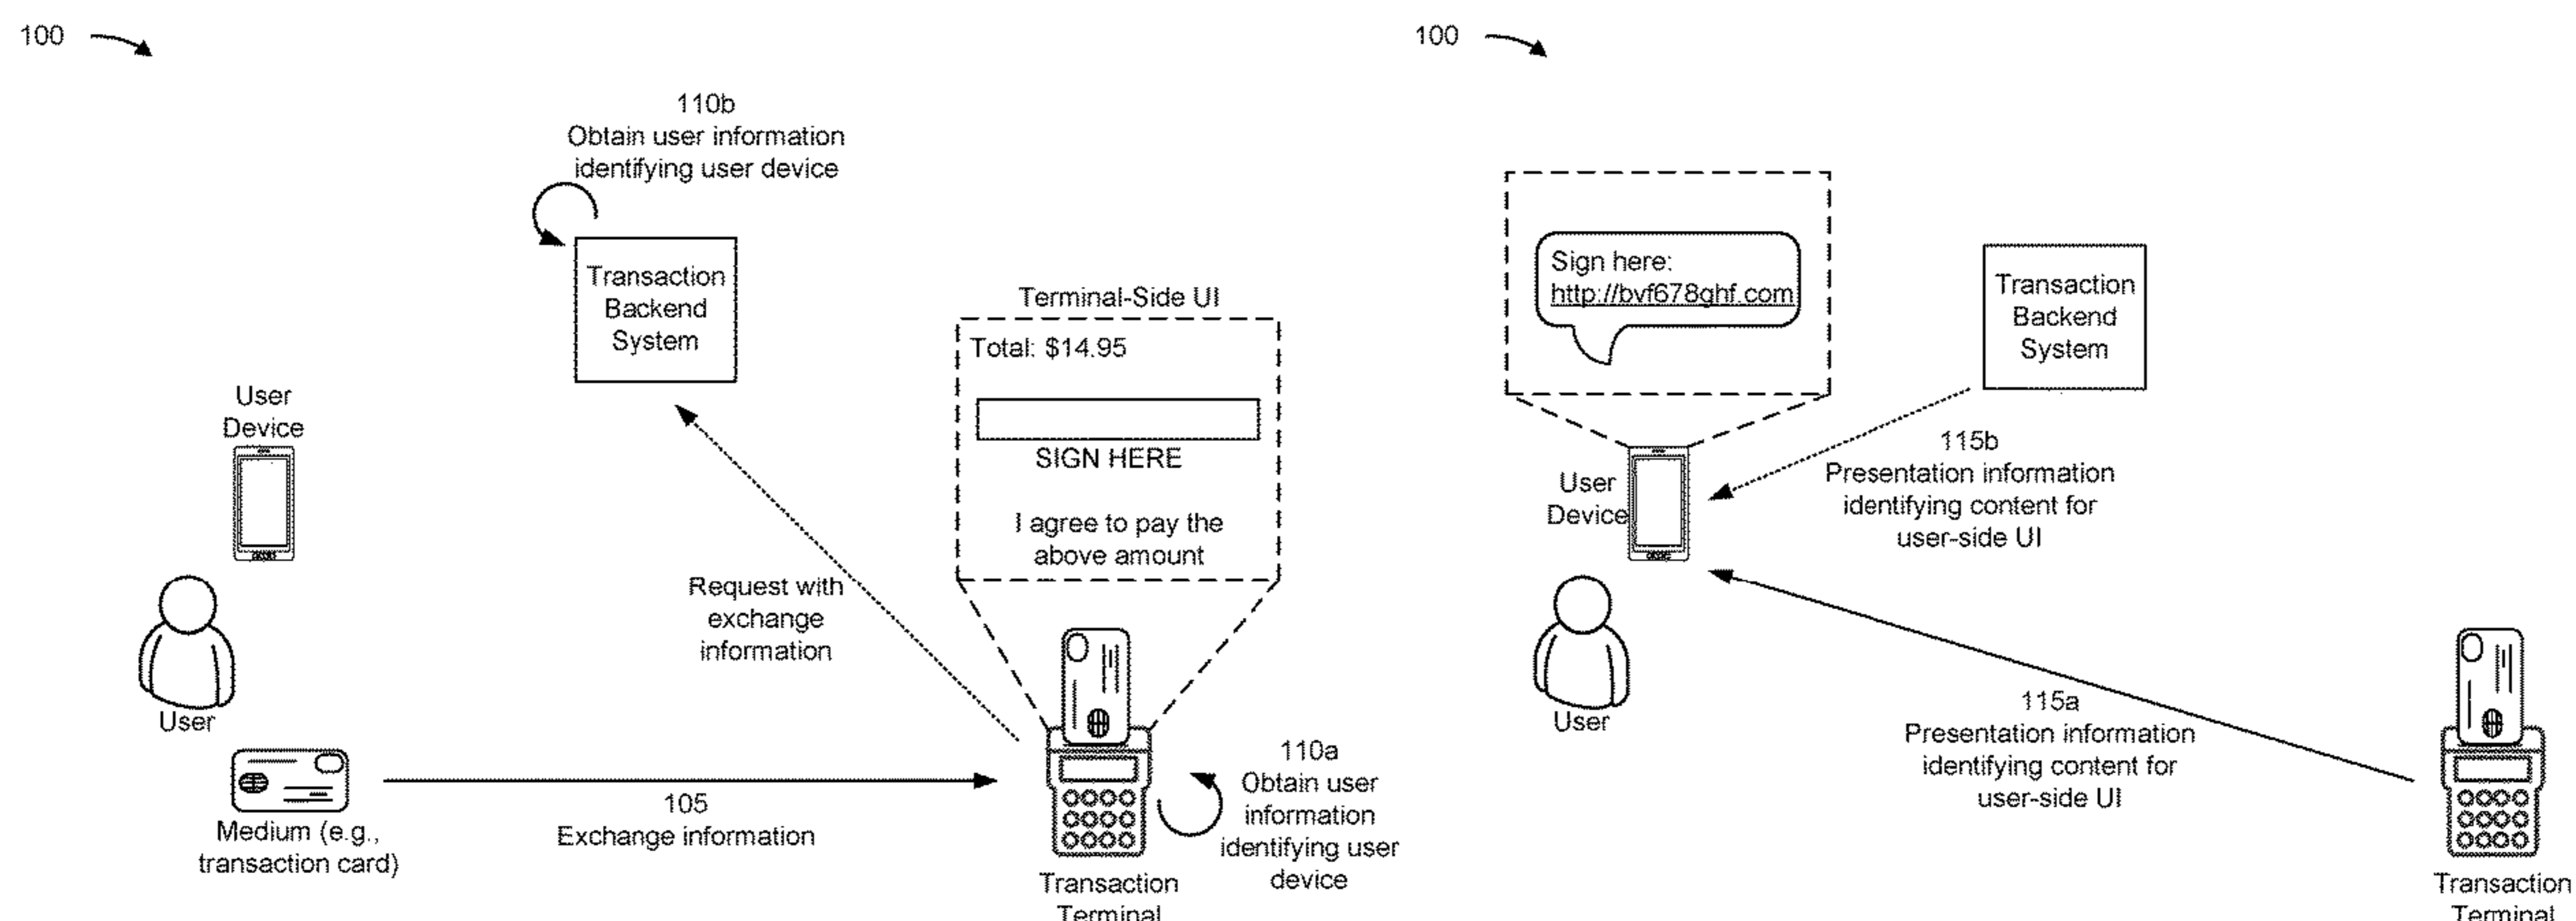 100
110b
Obtain user information
identifying user device
Transaction
Backend
System
Terminal-Side UI
Total: $14.95
SIGN HERE
I agree to pay the
above amount
User
Device
Request with
exchange
information
User
105
Exchange information
Medium (e.g.,
transaction card)
110a
Obtain user
information
identifying user
device
Transaction
Terminal
100
Sign here:
http://bvf678ghf.com
Transaction
Backend
System
115b
Presentation information
identifying content for
user-side UI
User
Device
User
115a
Presentation information
identifying content for
user-side UI
Transaction
Terminal